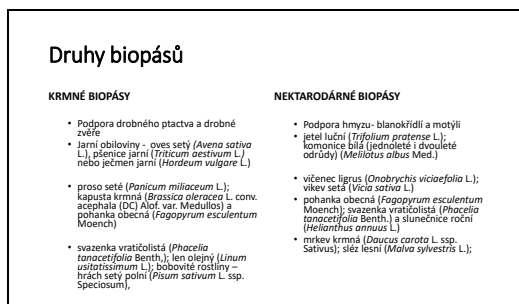 Druhy biopásů
KRMNÉ BIOPÁSY
• Podpora drobného ptactva a drobné
zvěře
• Jarní obiloviny - oves setý (Avena sativa
L.), pšenice jarní (Triticum aestivum L.)
nebo ječmen jarní (Hordeum vulgare L.)
• proso seté (Panicum miliaceum L.);
kapusta krmná (Brassica oleracea L. conv.
acephala (DC) Alof. var. Medullos) a
pohanka obecná (Fagopyrum esculentum
Moench)
• svazenka vratičolistá (Phacelia
tanacetifolia Benth,); len olejný (Linum
usitatissimum L.); bobovité rostliny –
hrách setý polní (Pisum sativum L. ssp.
Speciosum),
NEKTARODÁRNÉ BIOPÁSY
• Podpora hmyzu- blanokřídlí a motýli
• jetel luční (Trifolium pratense L.);
komonice bílá (jednoleté i dvouleté
odrůdy) (Melilotus albus Med.)
• vičenec ligrus (Onobrychis viciaefolia L.);
vikev setá (Vicia sativa L.)
• pohanka obecná (Fagopyrum esculentum
Moench); svazenka vratičolistá (Phacelia
tanacetifolia Benth.) a slunečnice roční
(Helianthus annuus L.)
• mrkev krmná (Daucus carota L. ssp.
Sativus); sléz lesní (Malva sylvestris L.);